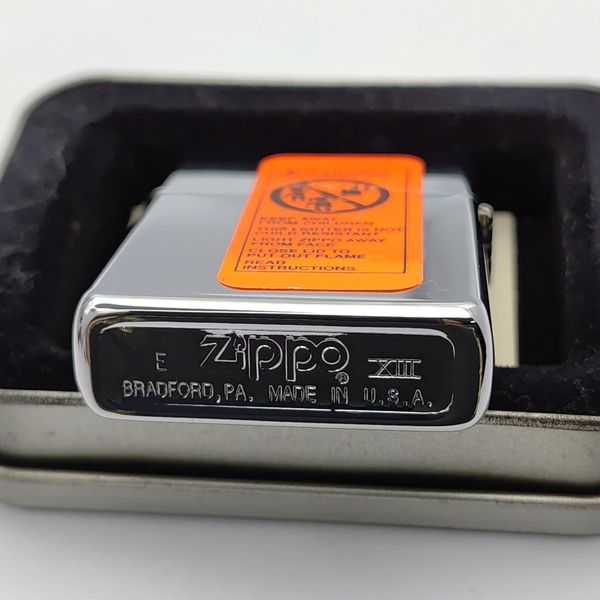 KEEP AWAY
FROM CHILDREN
THIS LIGHTER IS NOT
CHILD RESISTANT
LIGHT ZIPPO AWAY
FROM FACE
CLOSE LID TO
PUT OUT FLAME
READ
INSTRUCTIONS
E Zippo® XIII
BRADFORD, PA. MADE IN U.S.A.